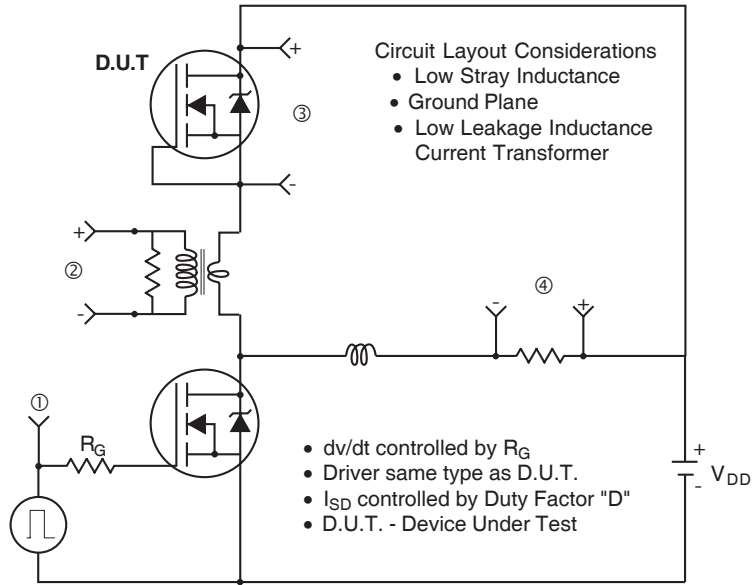 D.U.T
+
Circuit Layout Considerations
• Low Stray Inductance
• Ground Plane
• Low Leakage Inductance
Current Transformer
③
-
+
②
-
④
- +
①
R_G
• dv/dt controlled by R_G
• Driver same type as D.U.T.
• I_SD controlled by Duty Factor "D"
• D.U.T. - Device Under Test
+
V_DD
-